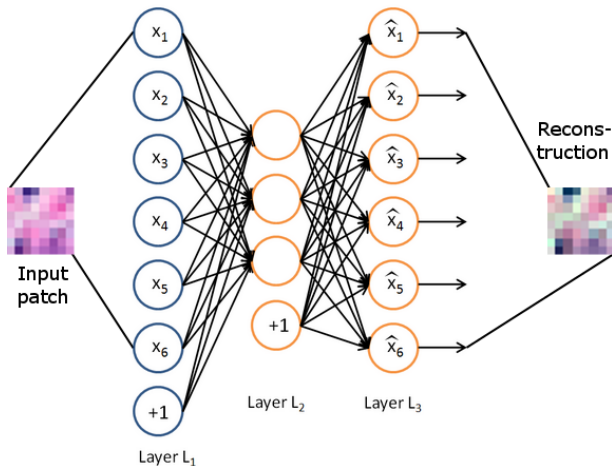 x1
x2
x3
x4
x5
x6
+1
+1
x̂1
x̂2
x̂3
x̂4
x̂5
x̂6
Input
patch
Recons-
truction
Layer L1
Layer L2
Layer L3